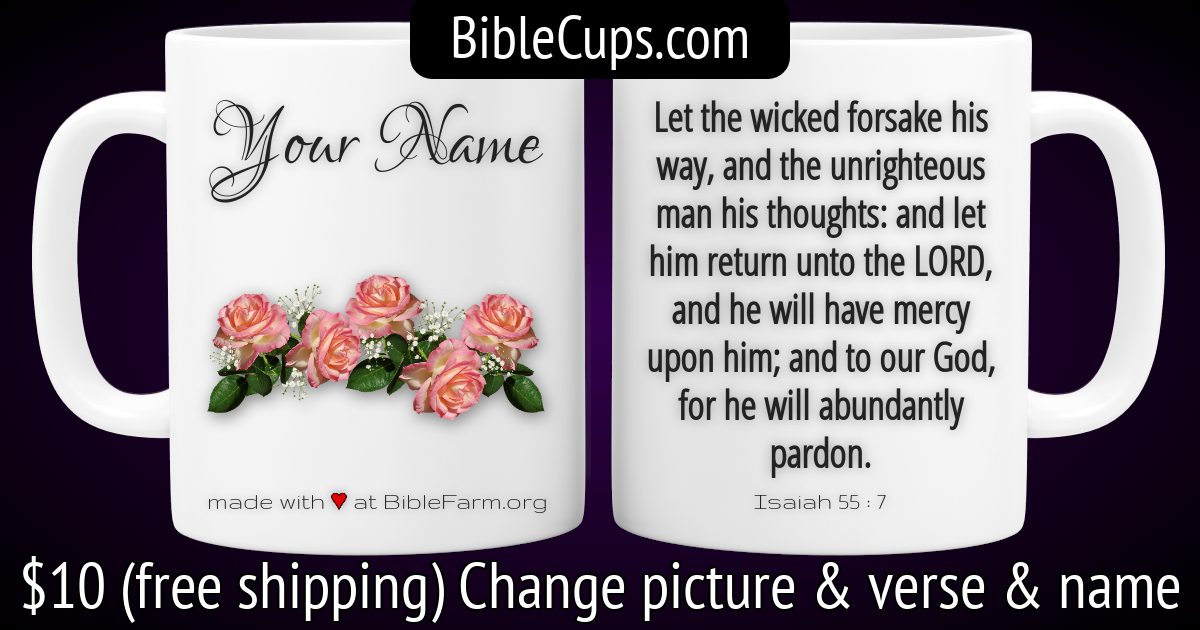 BibleCups.com
Your Name
made with ♥ at BibleFarm.org
Let the wicked forsake his
way, and the unrighteous
man his thoughts: and let
him return unto the LORD,
and he will have mercy
upon him; and to our God,
for he will abundantly
pardon.
Isaiah 55 : 7
$10 (free shipping) Change picture & verse & name